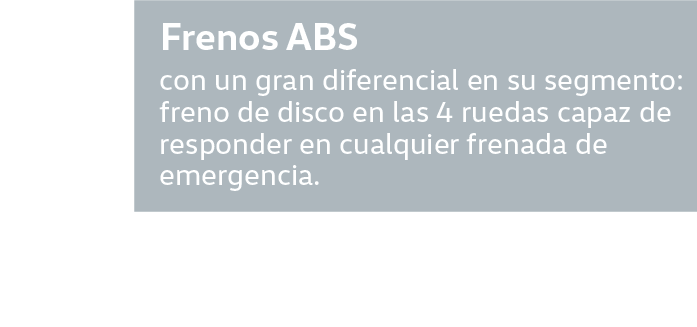 Frenos ABS
con un gran diferencial en su segmento:
freno de disco en las 4 ruedas capaz de
responder en cualquier frenada de
emergencia.